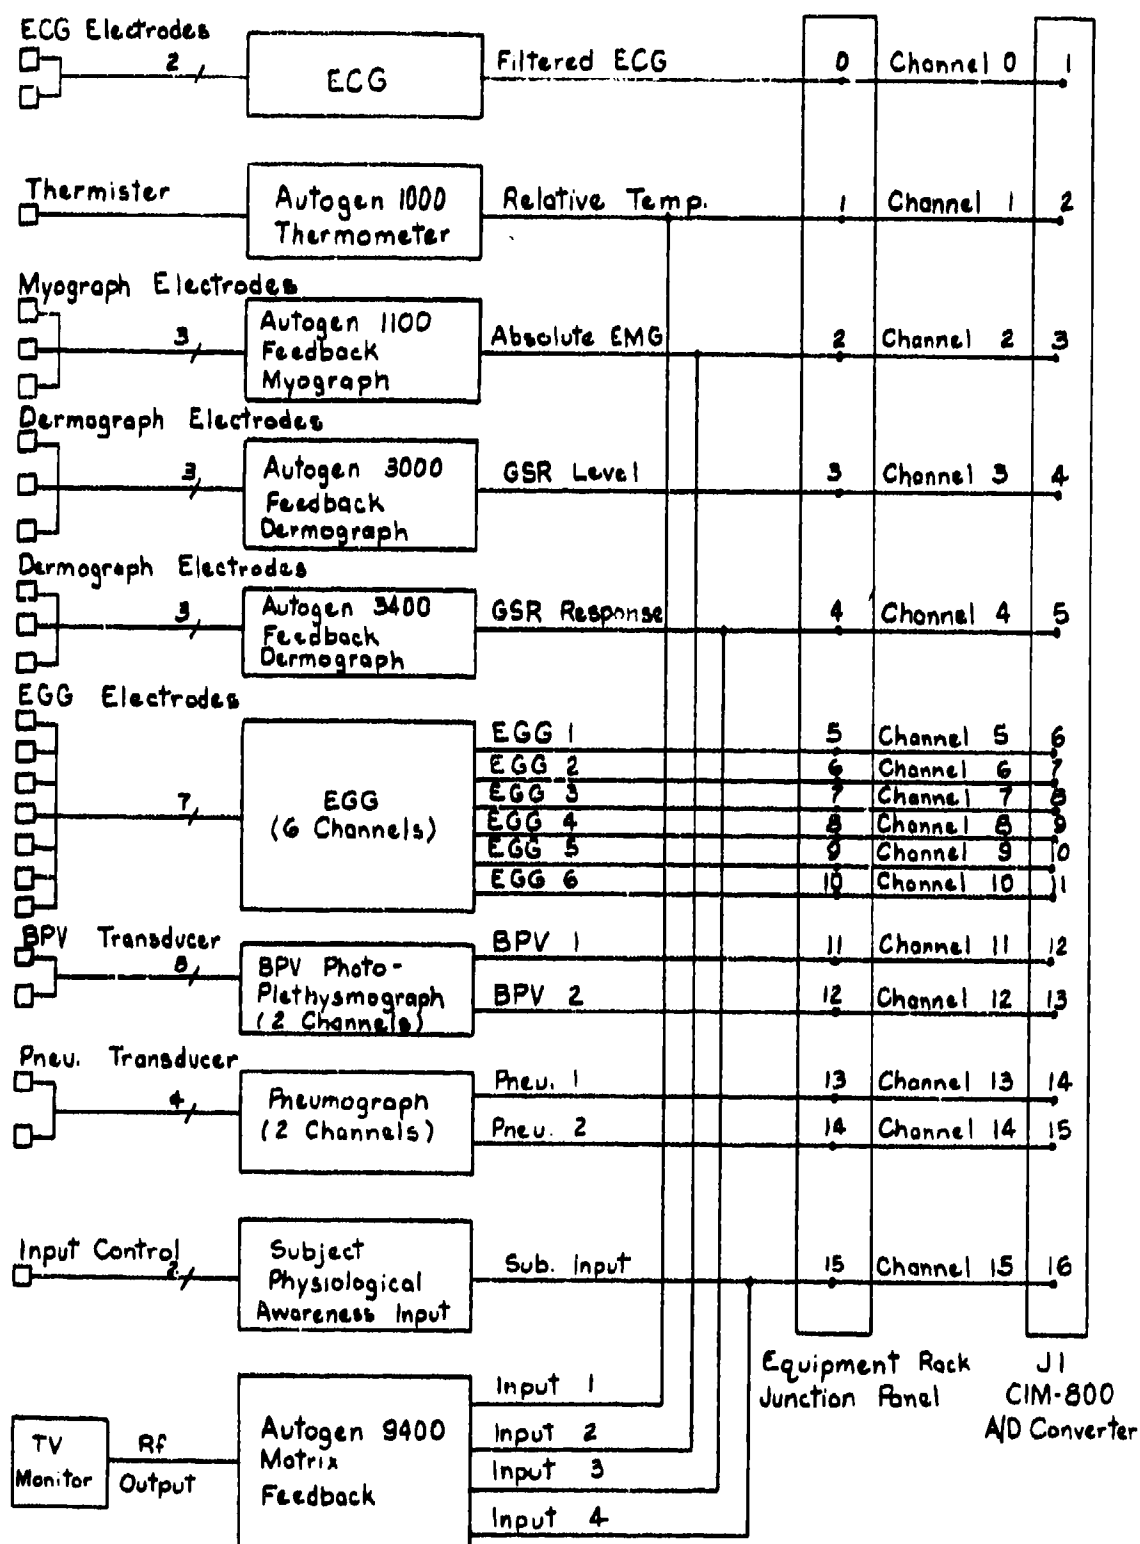 ECG Electrodes
2
ECG
Filtered ECG
0
Channel 0
1
Thermister
Autogen 1000
Thermometer
Relative Temp.
1
Channel 1
2
Myograph Electrodes
3
Autogen 1100
Feedback
Myograph
Absolute EMG
2
Channel 2
3
Dermograph Electrodes
3
Autogen 3000
Feedback
Dermograph
GSR Level
3
Channel 3
4
Dermograph Electrodes
3
Autogen 3400
Feedback
Dermograph
GSR Response
4
Channel 4
5
EGG Electrodes
7
EGG
(6 Channels)
EGG 1
5
Channel 5
6
EGG 2
6
Channel 6
7
EGG 3
7
Channel 7
8
EGG 4
8
Channel 8
9
EGG 5
9
Channel 9
10
EGG 6
10
Channel 10
11
BPV Transducer
8
BPV Photo-
Plethysmograph
(2 Channels)
BPV 1
11
Channel 11
12
BPV 2
12
Channel 12
13
Pneu. Transducer
4
Pneumograph
(2 Channels)
Pneu. 1
13
Channel 13
14
Pneu. 2
14
Channel 14
15
Input Control
2
Subject
Physiological
Awareness Input
Sub. Input
15
Channel 15
16
Equipment Rack
Junction Panel
J1
CIM-800
A/D Converter
TV
Monitor
Rf
Output
Autogen 9400
Matrix
Feedback
Input 1
Input 2
Input 3
Input 4